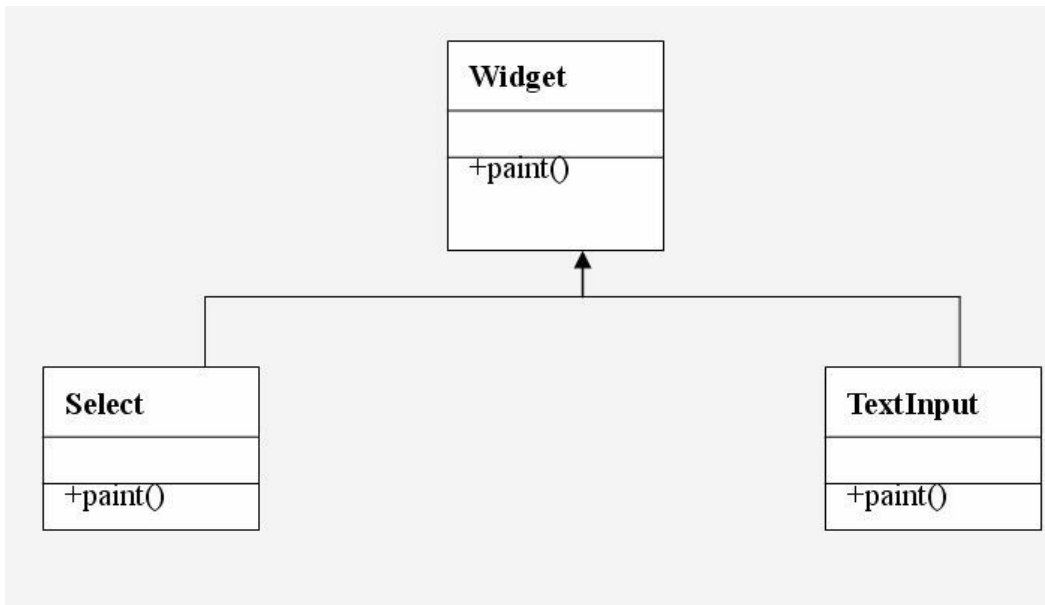 Widget
+paint()
Select
+paint()
TextInput
+paint()